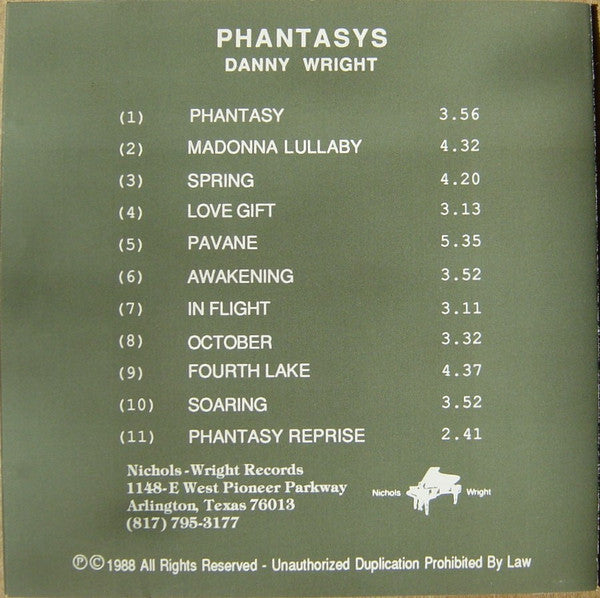 PHANTASYS
DANNY WRIGHT
(1) PHANTASY 3.56
(2) MADONNA LULLABY 4.32
(3) SPRING 4.20
(4) LOVE GIFT 3.13
(5) PAVANE 5.35
(6) AWAKENING 3.52
(7) IN FLIGHT 3.11
(8) OCTOBER 3.32
(9) FOURTH LAKE 4.37
(10) SOARING 3.52
(11) PHANTASY REPRISE 2.41
Nichols-Wright Records
1148-E West Pioneer Parkway
Arlington, Texas 76013
(817) 795-3177
Nichols Wright
℗©1988 All Rights Reserved - Unauthorized Duplication Prohibited By Law